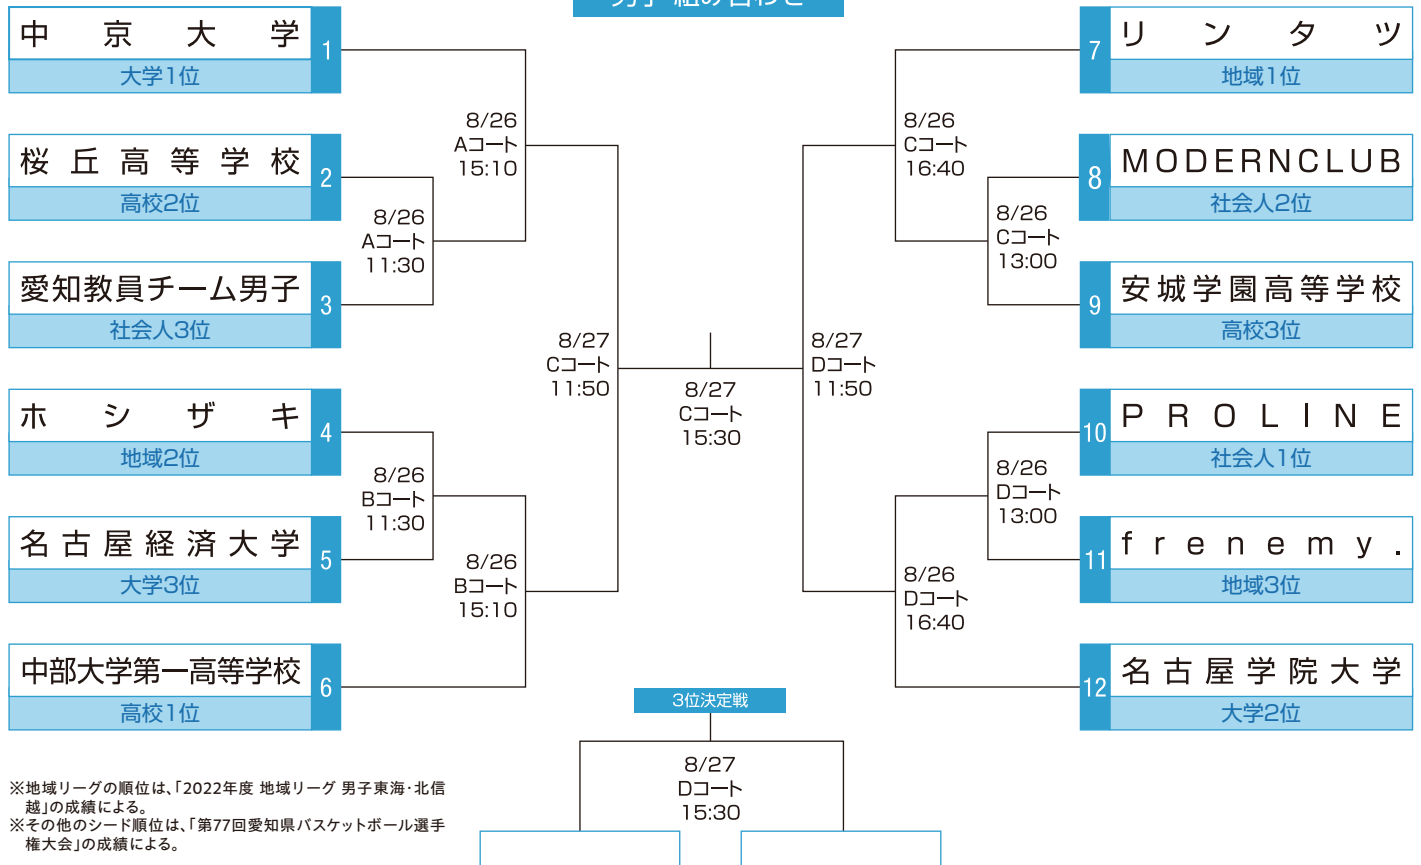 男子 組み合わせ
中京大学
大学1位
1
桜丘高等学校
高校2位
2
愛知教員チーム男子
社会人3位
3
ホシザキ
地域2位
4
名古屋経済大学
大学3位
5
中部大学第一高等学校
高校1位
6
8/26
Aコート
15:10
8/26
Aコート
11:30
8/26
Bコート
11:30
8/26
Bコート
15:10
8/27
Cコート
11:50
8/27
Cコート
15:30
8/27
Dコート
11:50
8/26
Cコート
16:40
8/26
Cコート
13:00
8/26
Dコート
13:00
8/26
Dコート
16:40
7
リンタツ
地域1位
8
MODERNCLUB
社会人2位
9
安城学園高等学校
高校3位
10
PROLINE
社会人1位
11
frenemy.
地域3位
12
名古屋学院大学
大学2位
3位決定戦
8/27
Dコート
15:30
※地域リーグの順位は、「2022年度 地域リーグ 男子東海・北信
越」の成績による。
※その他のシード順位は、「第77回愛知県バスケットボール選手
権大会」の成績による。